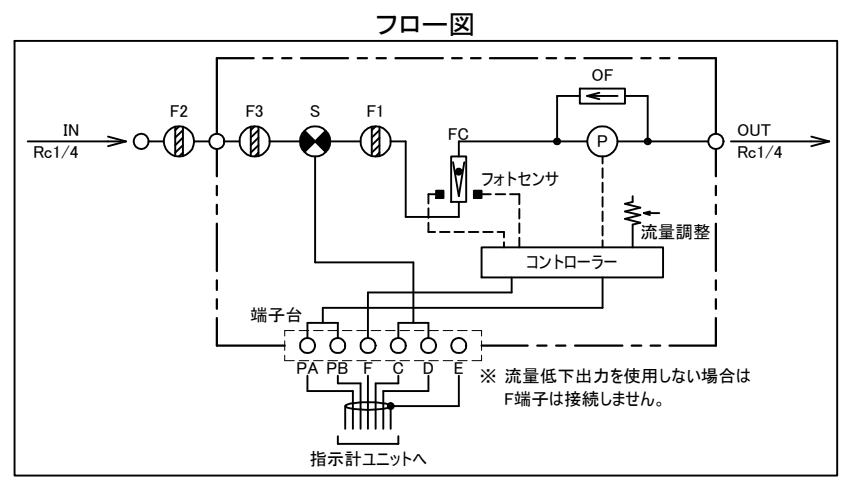 フロー図
OF
F2
F3
S
F1
IN
Rc1/4
FC
P
OUT
Rc1/4
フォトセンサ
流量調整
コントローラー
端子台
PA PB F C D E
※ 流量低下出力を使用しない場合は
F端子は接続しません。
指示計ユニットへ